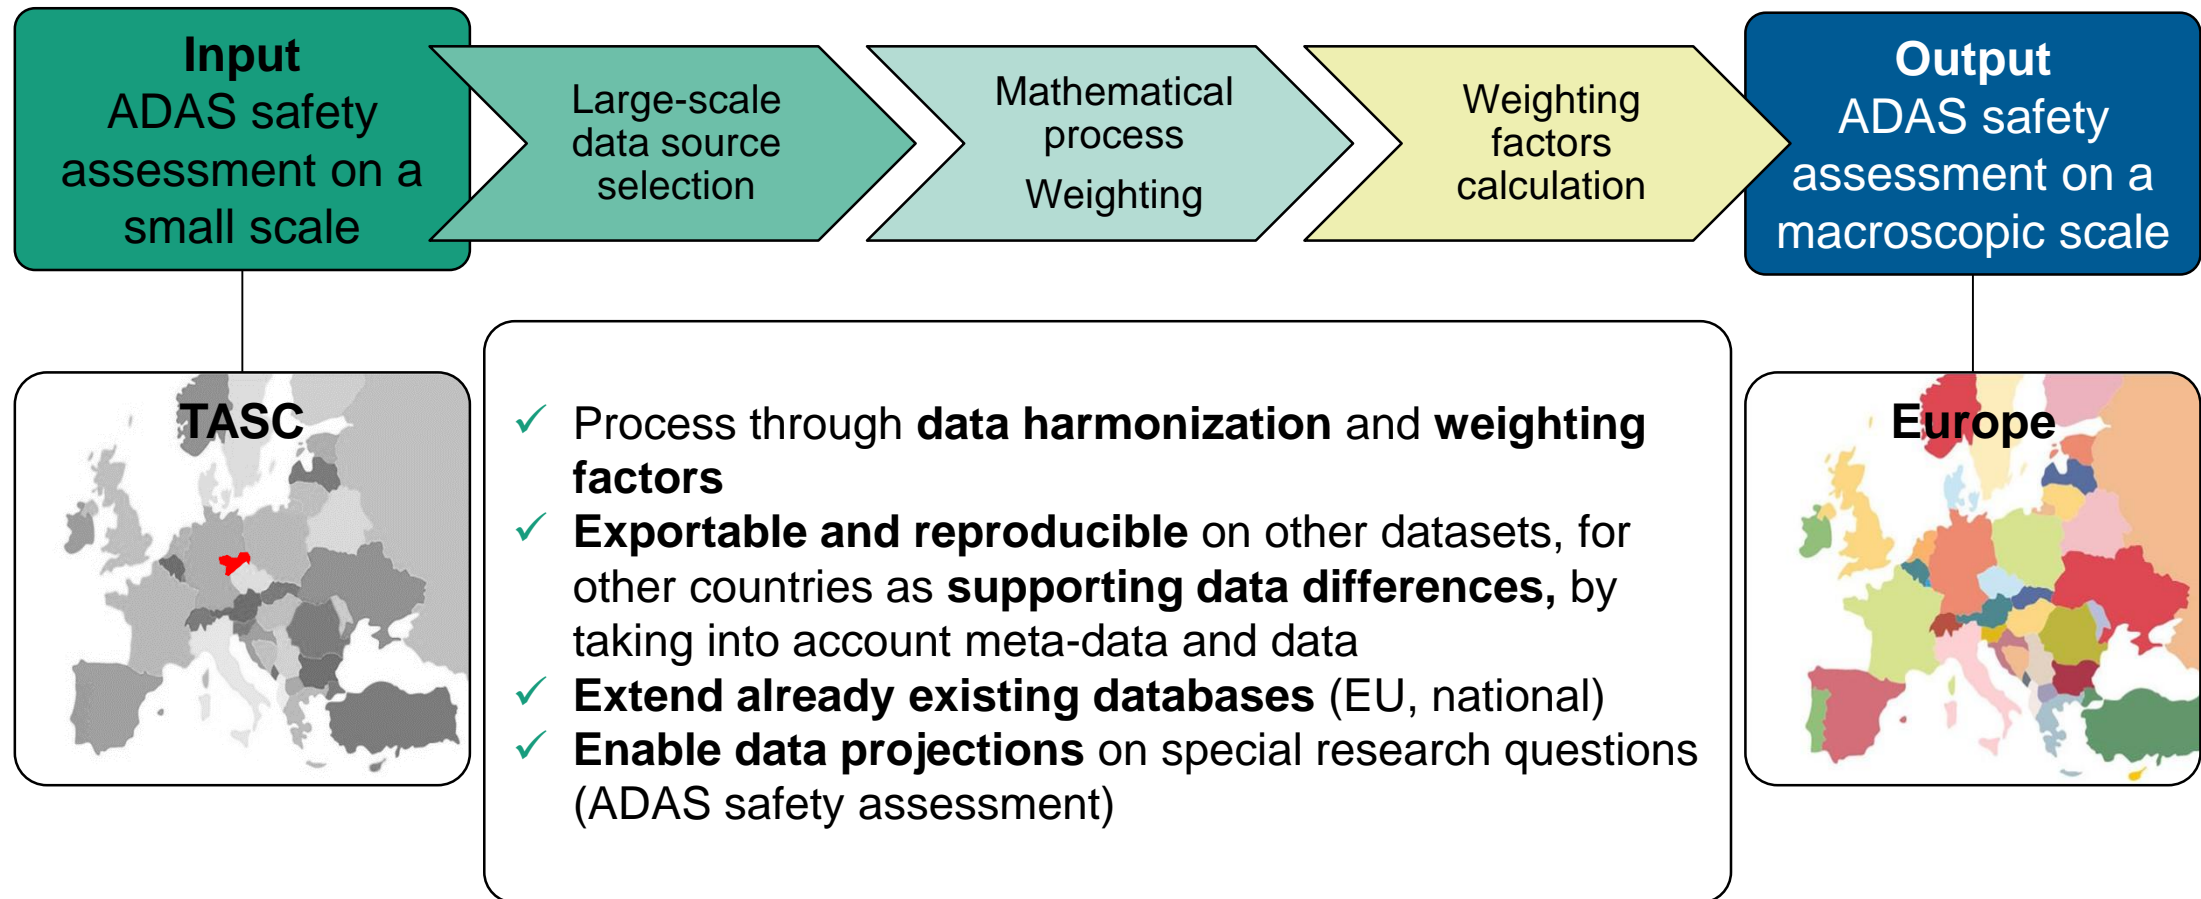 Input
ADAS safety
assessment on a
small scale
Large-scale
data source
selection
Mathematical
process
Weighting
Weighting
factors
calculation
Output
ADAS safety
assessment on a
macroscopic scale
TASC
✓ Process through data harmonization and weighting
factors
✓ Exportable and reproducible on other datasets, for
other countries as supporting data differences, by
taking into account meta-data and data
✓ Extend already existing databases (EU, national)
✓ Enable data projections on special research questions
(ADAS safety assessment)
Europe